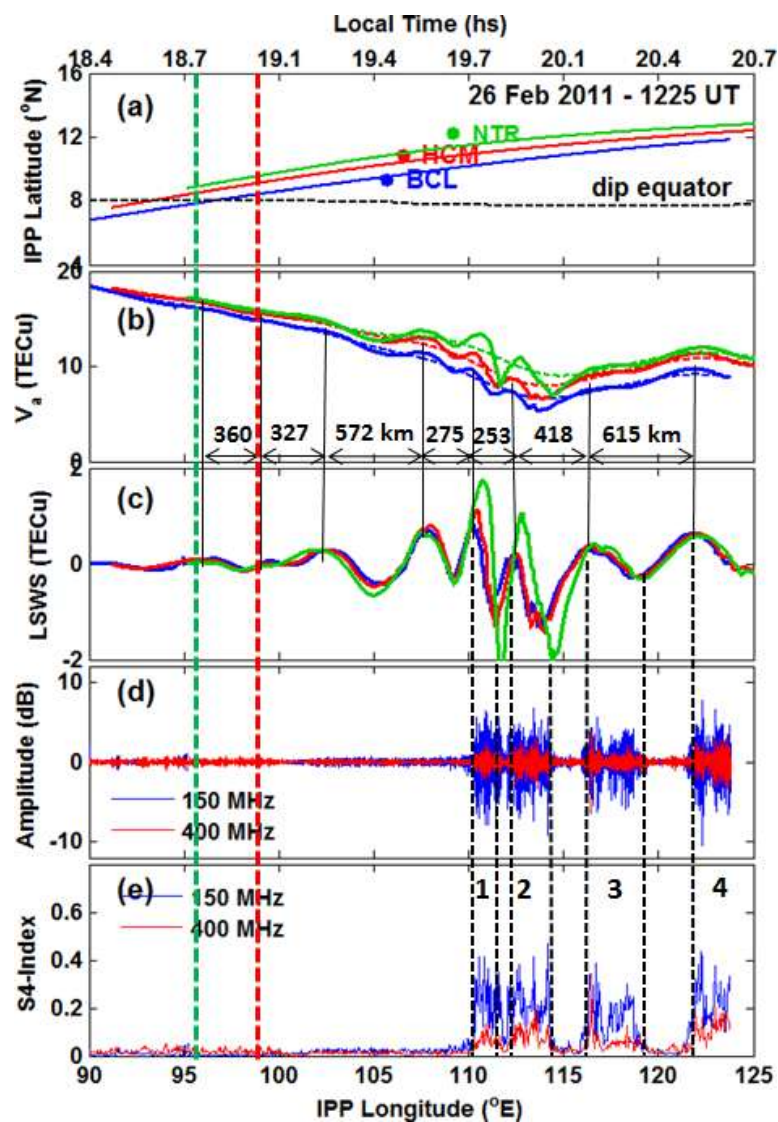 Local Time (hs)
18.4 18.7 19.1 19.4 19.7 20.1 20.4 20.7
16
12
8
4
IPP Latitude (°N)
(a)
26 Feb 2011 - 1225 UT
NTR
HCM
BCL
dip equator
20
10
0
Va (TECu)
(b)
360 327 572 km 275 253 418 615 km
2
0
-2
LSWS (TECu)
(c)
10
0
-10
Amplitude (dB)
(d)
150 MHz
400 MHz
0.6
0.4
0.2
0
S4-Index
(e)
150 MHz
400 MHz
1 2 3 4
90 95 100 105 110 115 120 125
IPP Longitude (°E)